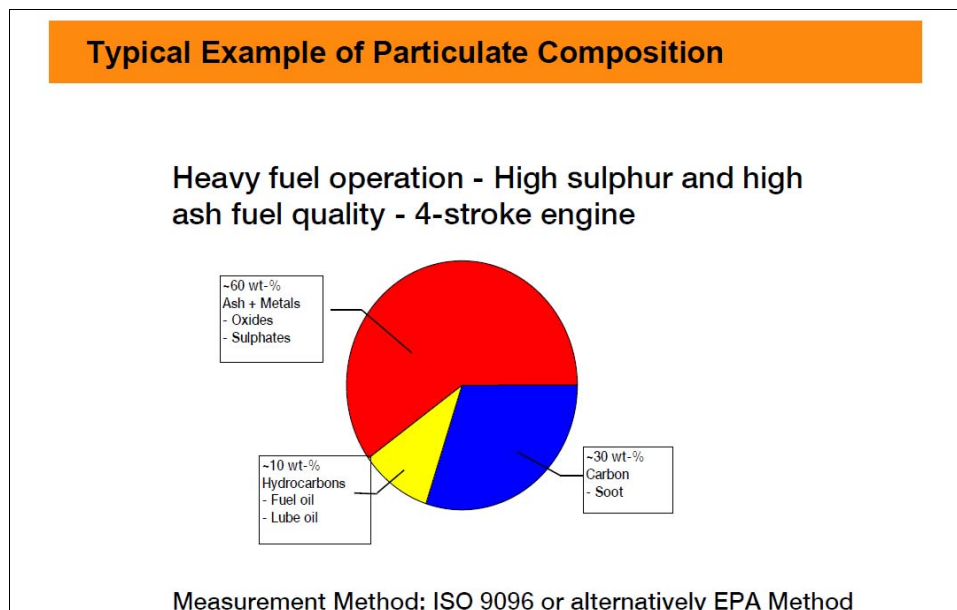 Typical Example of Particulate Composition
Heavy fuel operation - High sulphur and high
ash fuel quality - 4-stroke engine
~60 wt-%
Ash + Metals
- Oxides
- Sulphates
~10 wt-%
Hydrocarbons
- Fuel oil
- Lube oil
~30 wt-%
Carbon
- Soot
Measurement Method: ISO 9096 or alternatively EPA Method